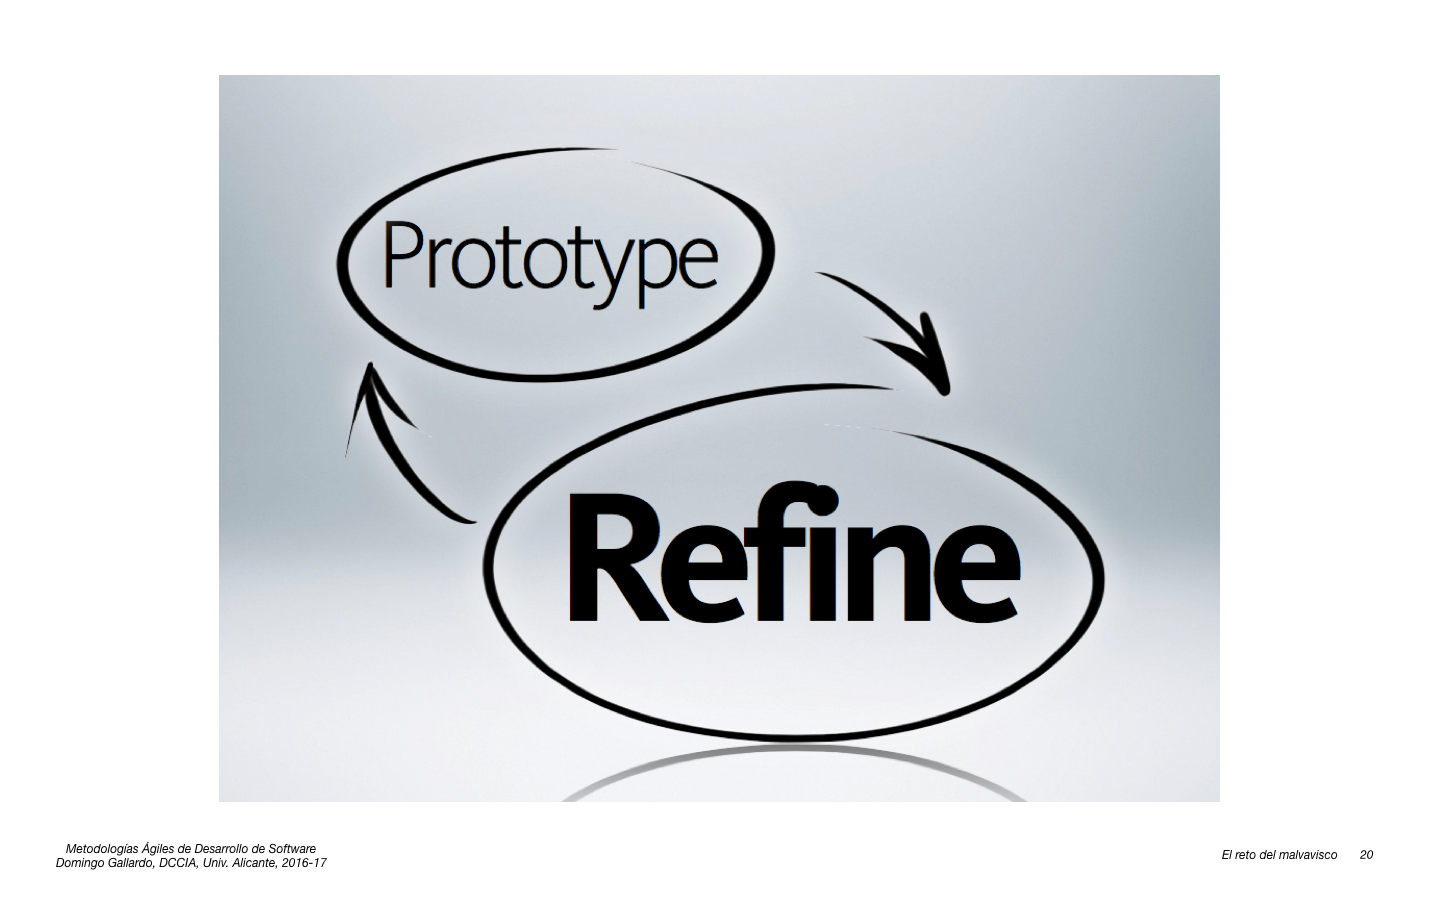 Prototype
Refine
Metodologías Ágiles de Desarrollo de Software
Domingo Gallardo, DCCIA, Univ. Alicante, 2016-17
El reto del malvavisco 20